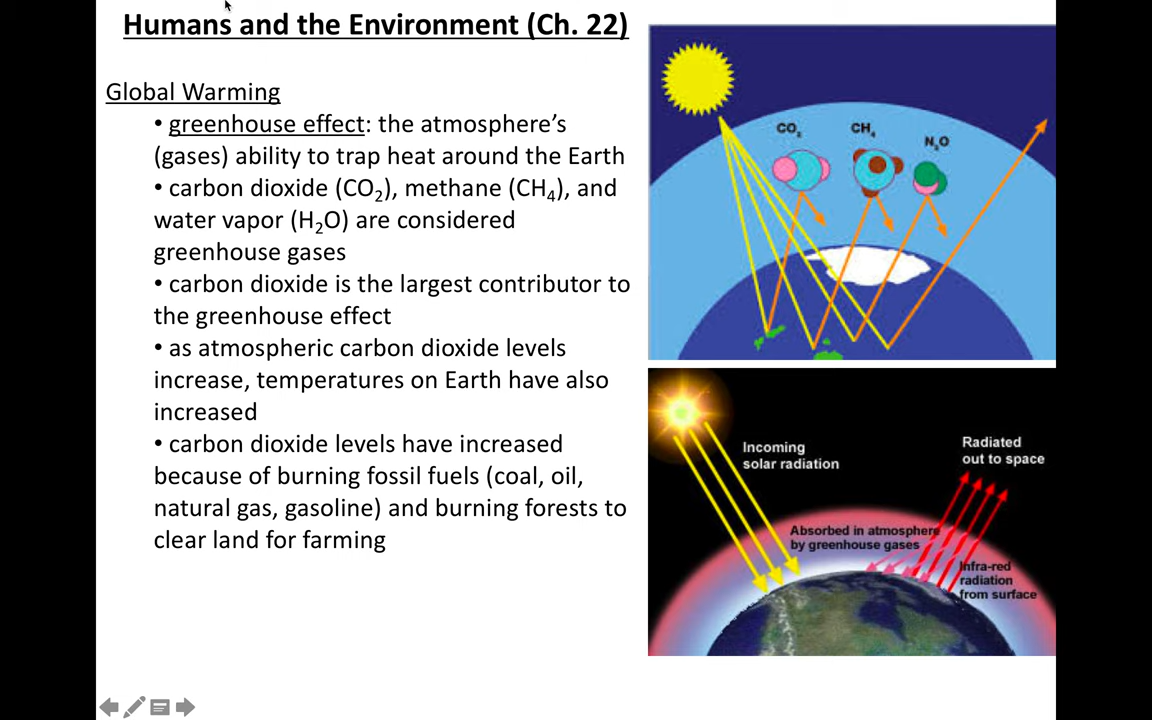 Humans and the Environment (Ch. 22)
Global Warming
• greenhouse effect: the atmosphere's
(gases) ability to trap heat around the Earth
• carbon dioxide (CO₂), methane (CH₄), and
water vapor (H₂O) are considered
greenhouse gases
• carbon dioxide is the largest contributor to
the greenhouse effect
• as atmospheric carbon dioxide levels
increase, temperatures on Earth have also
increased
• carbon dioxide levels have increased
because of burning fossil fuels (coal, oil,
natural gas, gasoline) and burning forests to
clear land for farming
CO₂
CH₄
N₂O
Incoming
solar radiation
Radiated
out to space
Absorbed in atmosphere
by greenhouse gases
Infra-red
radiation
from surface